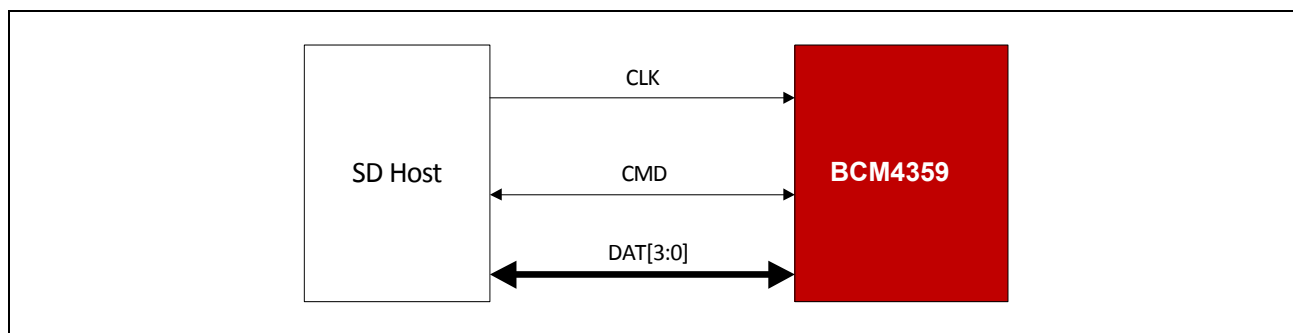 CLK
SD Host
CMD
BCM4359
DAT[3:0]